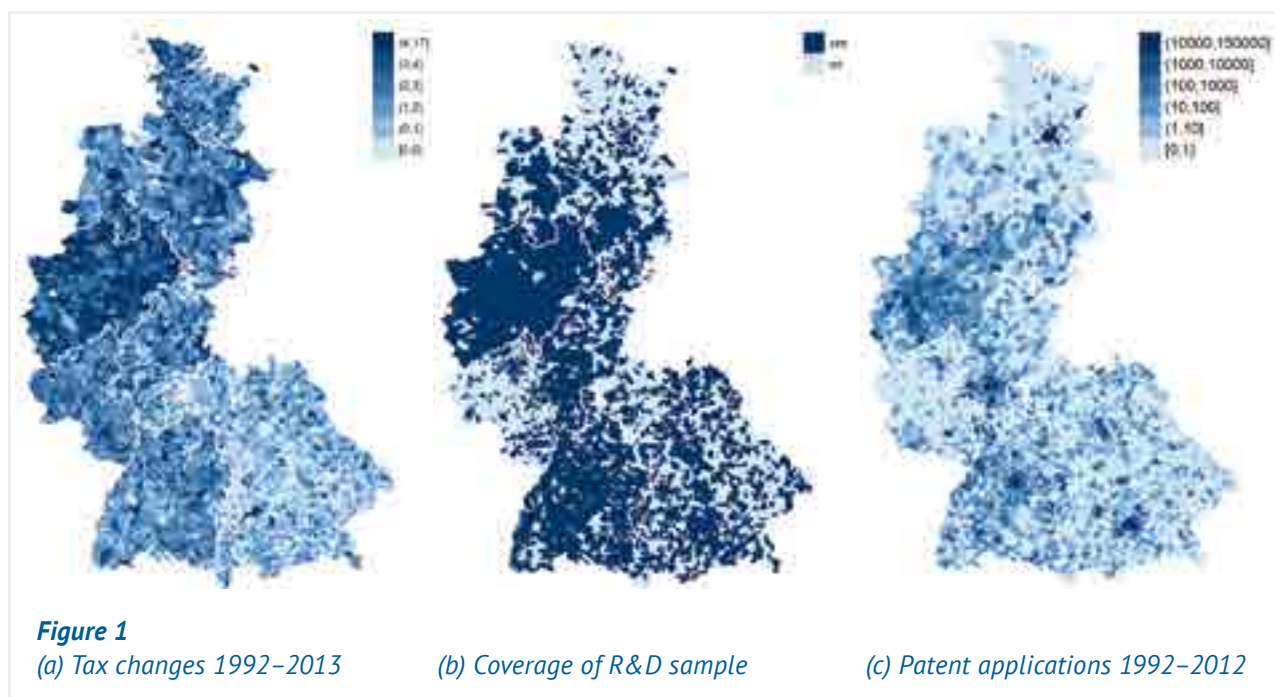 (10000,150000]
(1000,10000]
(100,1000]
(10,100]
(1,10]
[0,1]
Figure 1
(a) Tax changes 1992–2013
(b) Coverage of R&D sample
(c) Patent applications 1992–2012